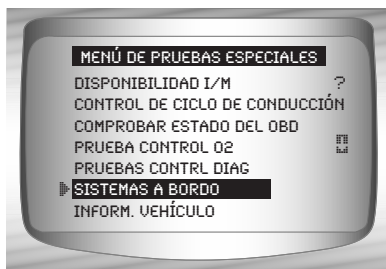 MENÚ DE PRUEBAS ESPECIALES
DISPONIBILIDAD I/M ?
CONTROL DE CICLO DE CONDUCCIÓN
COMPROBAR ESTADO DEL OBD
PRUEBA CONTROL O2
PRUEBAS CONTRL DIAG
SISTEMAS A BORDO
INFORM. VEHÍCULO